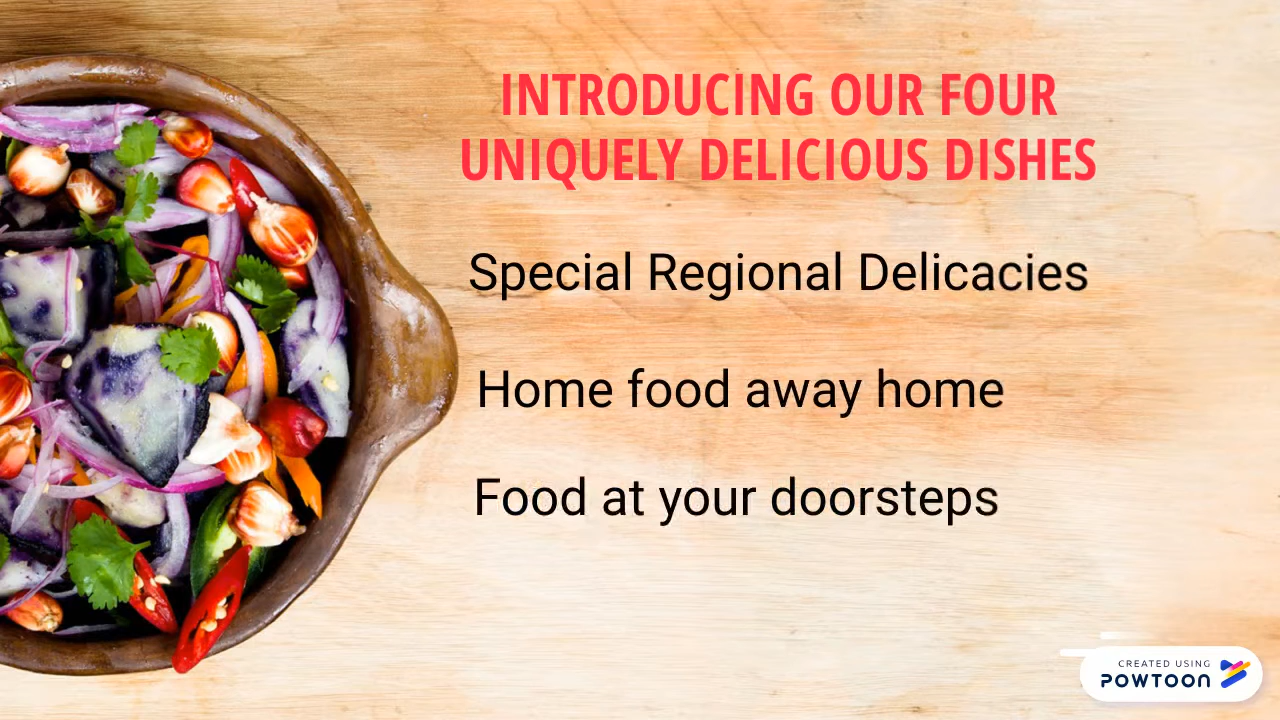 INTRODUCING OUR FOUR
UNIQUELY DELICIOUS DISHES
Special Regional Delicacies
Home food away home
Food at your doorsteps
CREATED USING
POWTOON